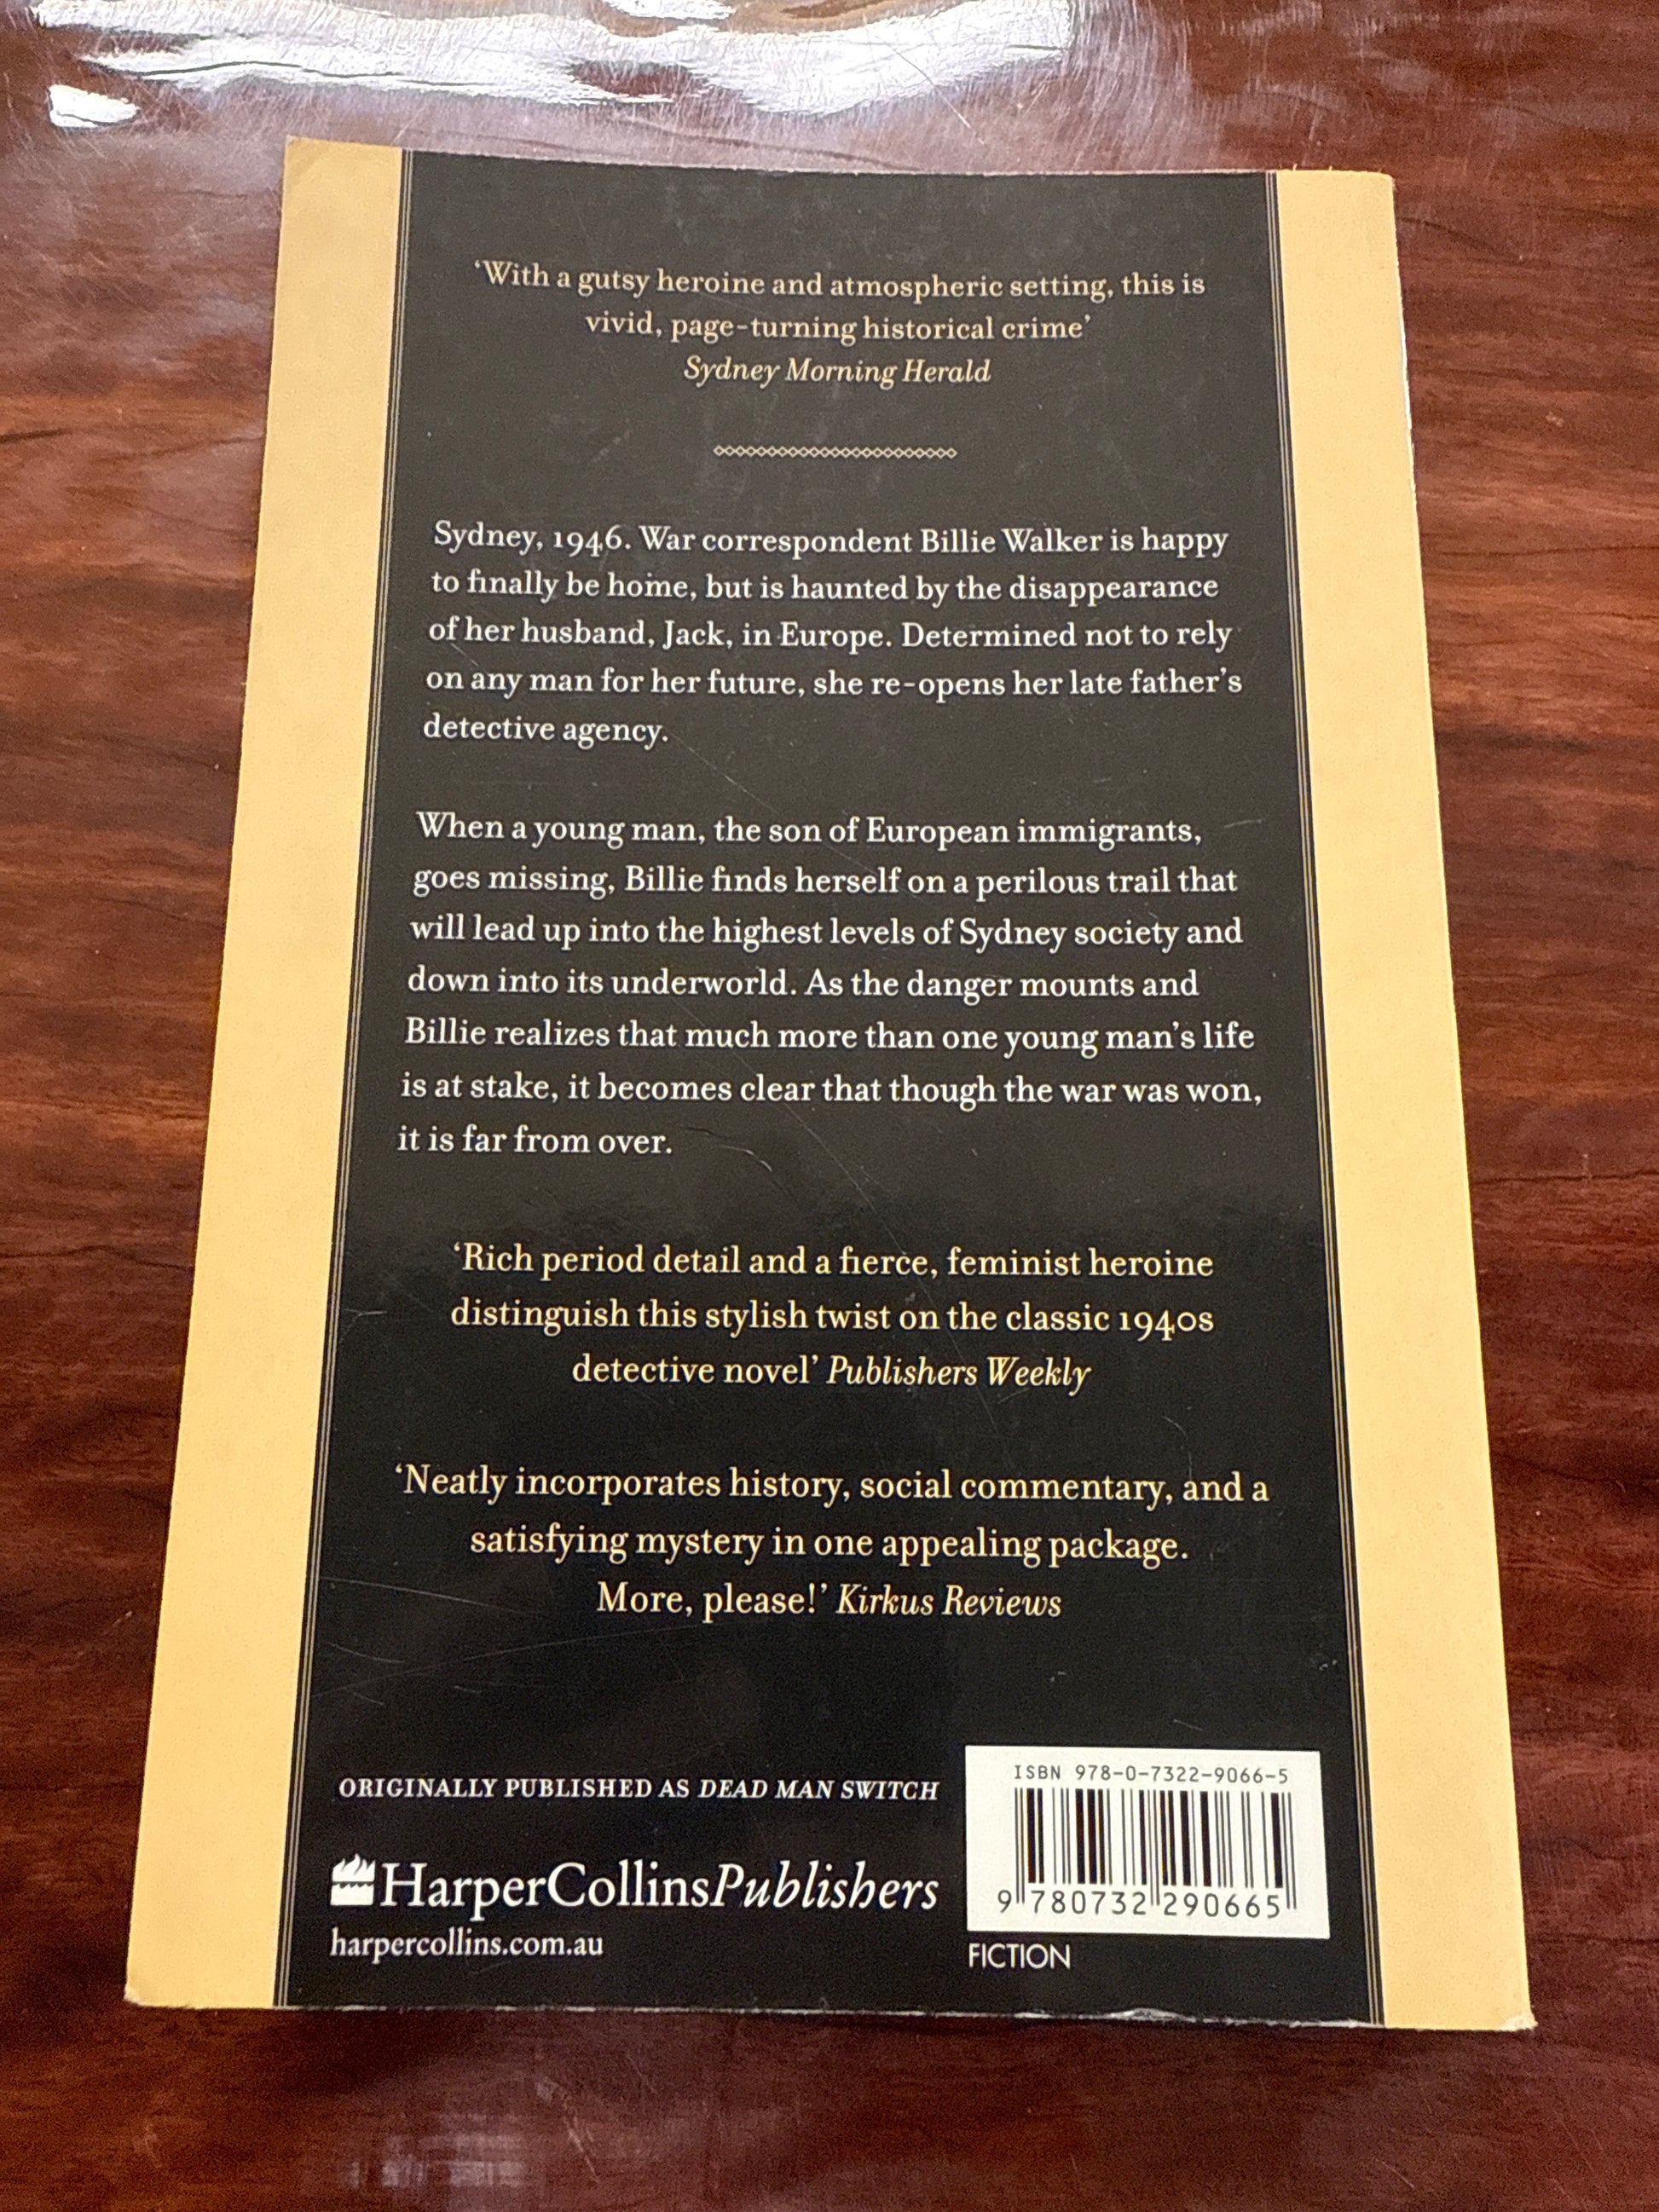 ‘With a gutsy heroine and atmospheric setting, this is
vivid, page-turning historical crime’
Sydney Morning Herald
Sydney, 1946. War correspondent Billie Walker is happy
to finally be home, but is haunted by the disappearance
of her husband, Jack, in Europe. Determined not to rely
on any man for her future, she re-opens her late father’s
detective agency.
When a young man, the son of European immigrants,
goes missing, Billie finds herself on a perilous trail that
will lead up into the highest levels of Sydney society and
down into its underworld. As the danger mounts and
Billie realizes that much more than one young man’s life
is at stake, it becomes clear that though the war was won,
it is far from over.
‘Rich period detail and a fierce, feminist heroine
distinguish this stylish twist on the classic 1940s
detective novel’ Publishers Weekly
‘Neatly incorporates history, social commentary, and a
satisfying mystery in one appealing package.
More, please!’ Kirkus Reviews
ORIGINALLY PUBLISHED AS DEAD MAN SWITCH
HarperCollinsPublishers
harpercollins.com.au
ISBN 978-0-7322-9066-5
9 780732 290665
FICTION